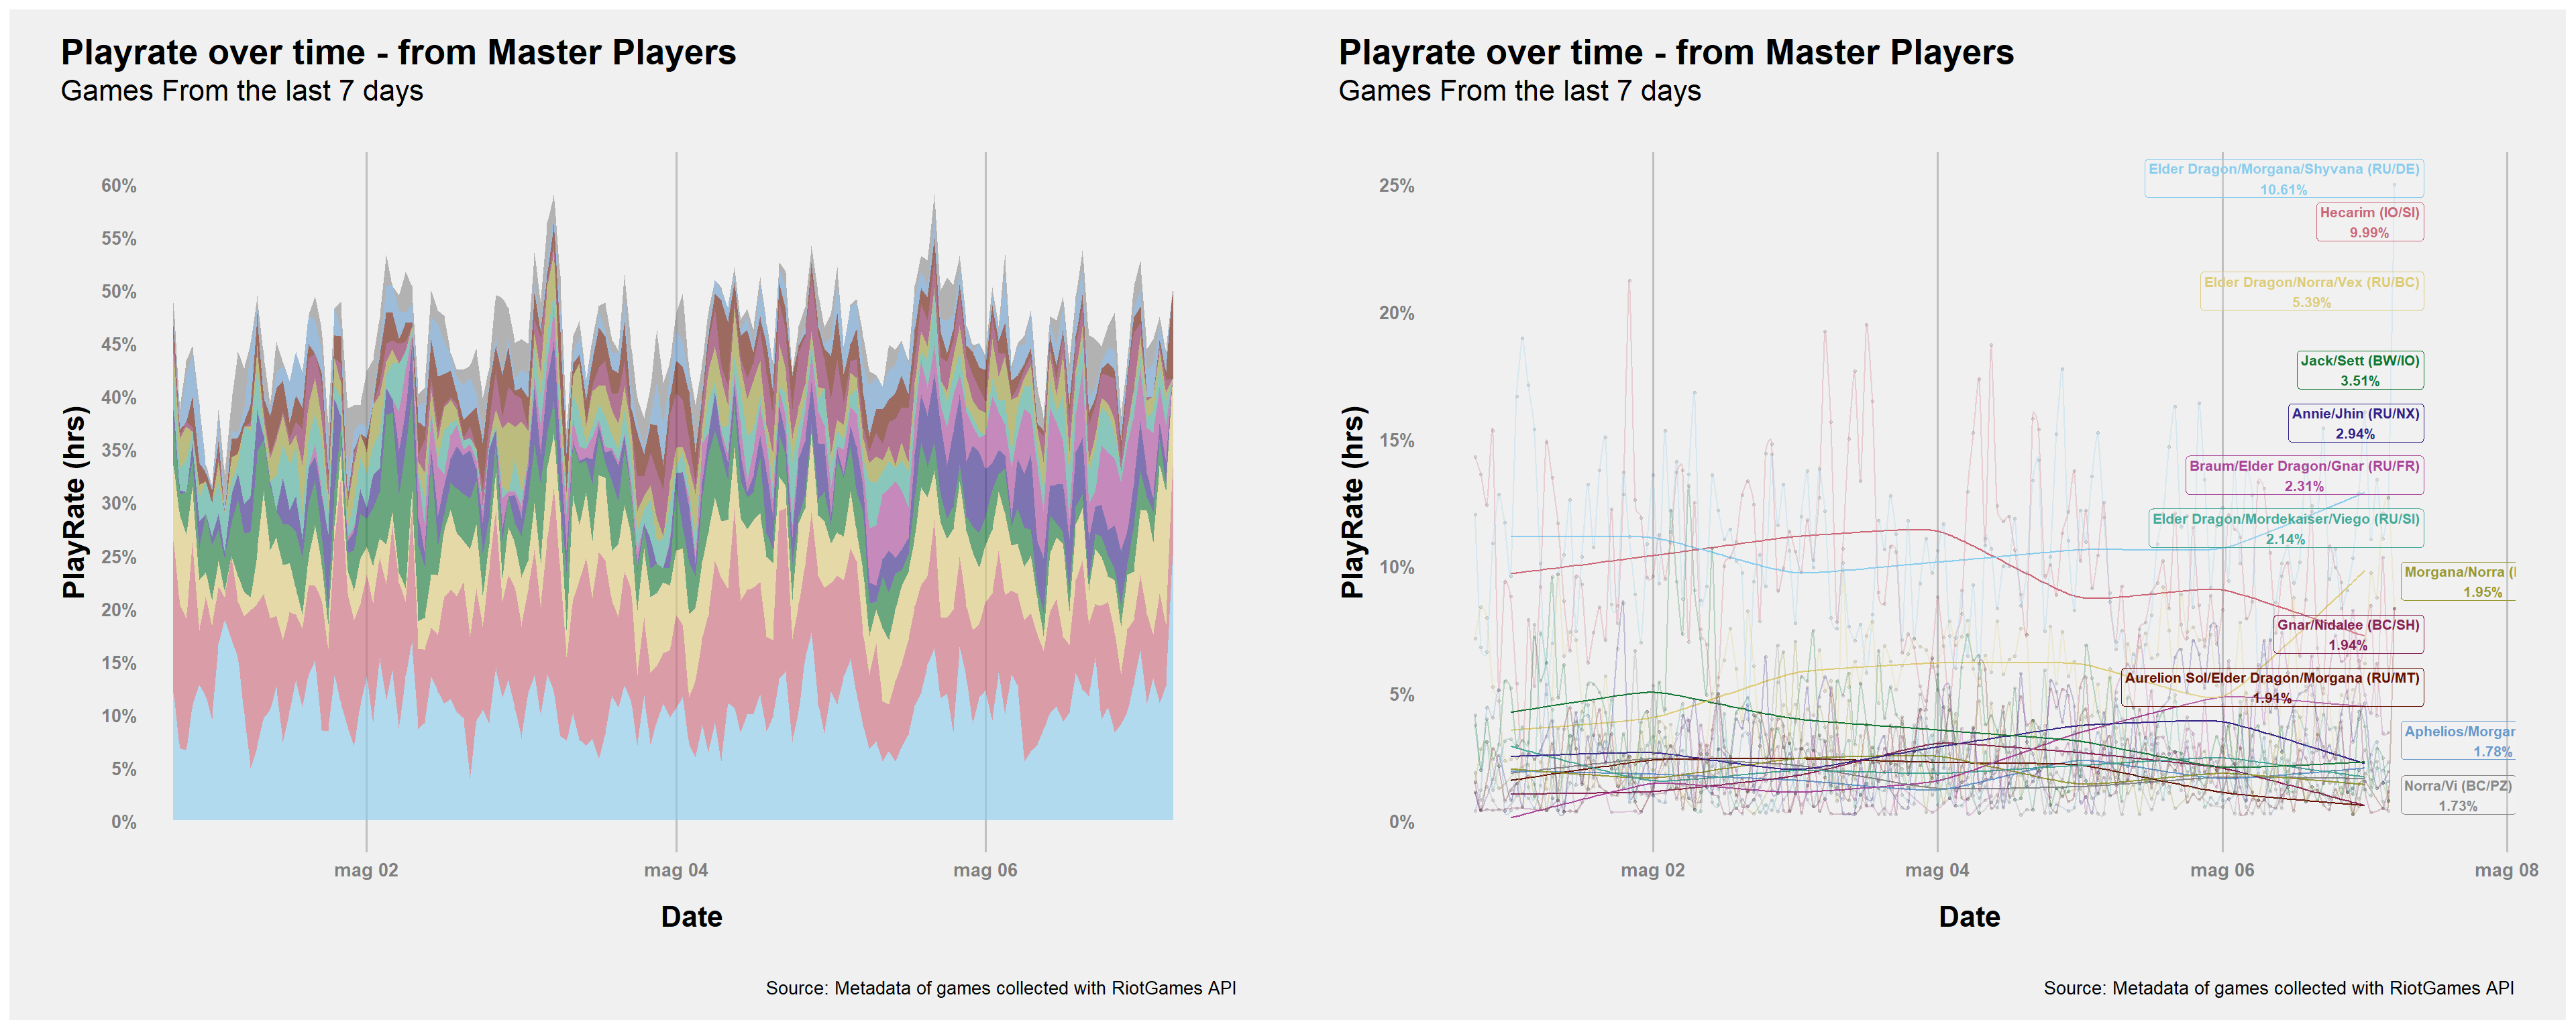 Playrate over time - from Master Players
Games From the last 7 days
PlayRate (hrs)
60%
55%
50%
45%
40%
35%
30%
25%
20%
15%
10%
5%
0%
mag 02
mag 04
mag 06
Date
Source: Metadata of games collected with RiotGames API
Playrate over time - from Master Players
Games From the last 7 days
PlayRate (hrs)
25%
20%
15%
10%
5%
0%
Elder Dragon/Morgana/Shyvana (RU/DE)
10.61%
Hecarim (IO/SI)
9.99%
Elder Dragon/Norra/Vex (RU/BC)
5.39%
Jack/Sett (BW/IO)
3.51%
Annie/Jhin (RU/NX)
2.94%
Braum/Elder Dragon/Gnar (RU/FR)
2.31%
Elder Dragon/Mordekaiser/Viego (RU/SI)
2.14%
Morgana/Norra
1.95%
Gnar/Nidalee (BC/SH)
1.94%
Aurelion Sol/Elder Dragon/Morgana (RU/MT)
1.91%
Aphelios/Morgar
1.78%
Norra/Vi (BC/PZ)
1.73%
mag 02
mag 04
mag 06
mag 08
Date
Source: Metadata of games collected with RiotGames API